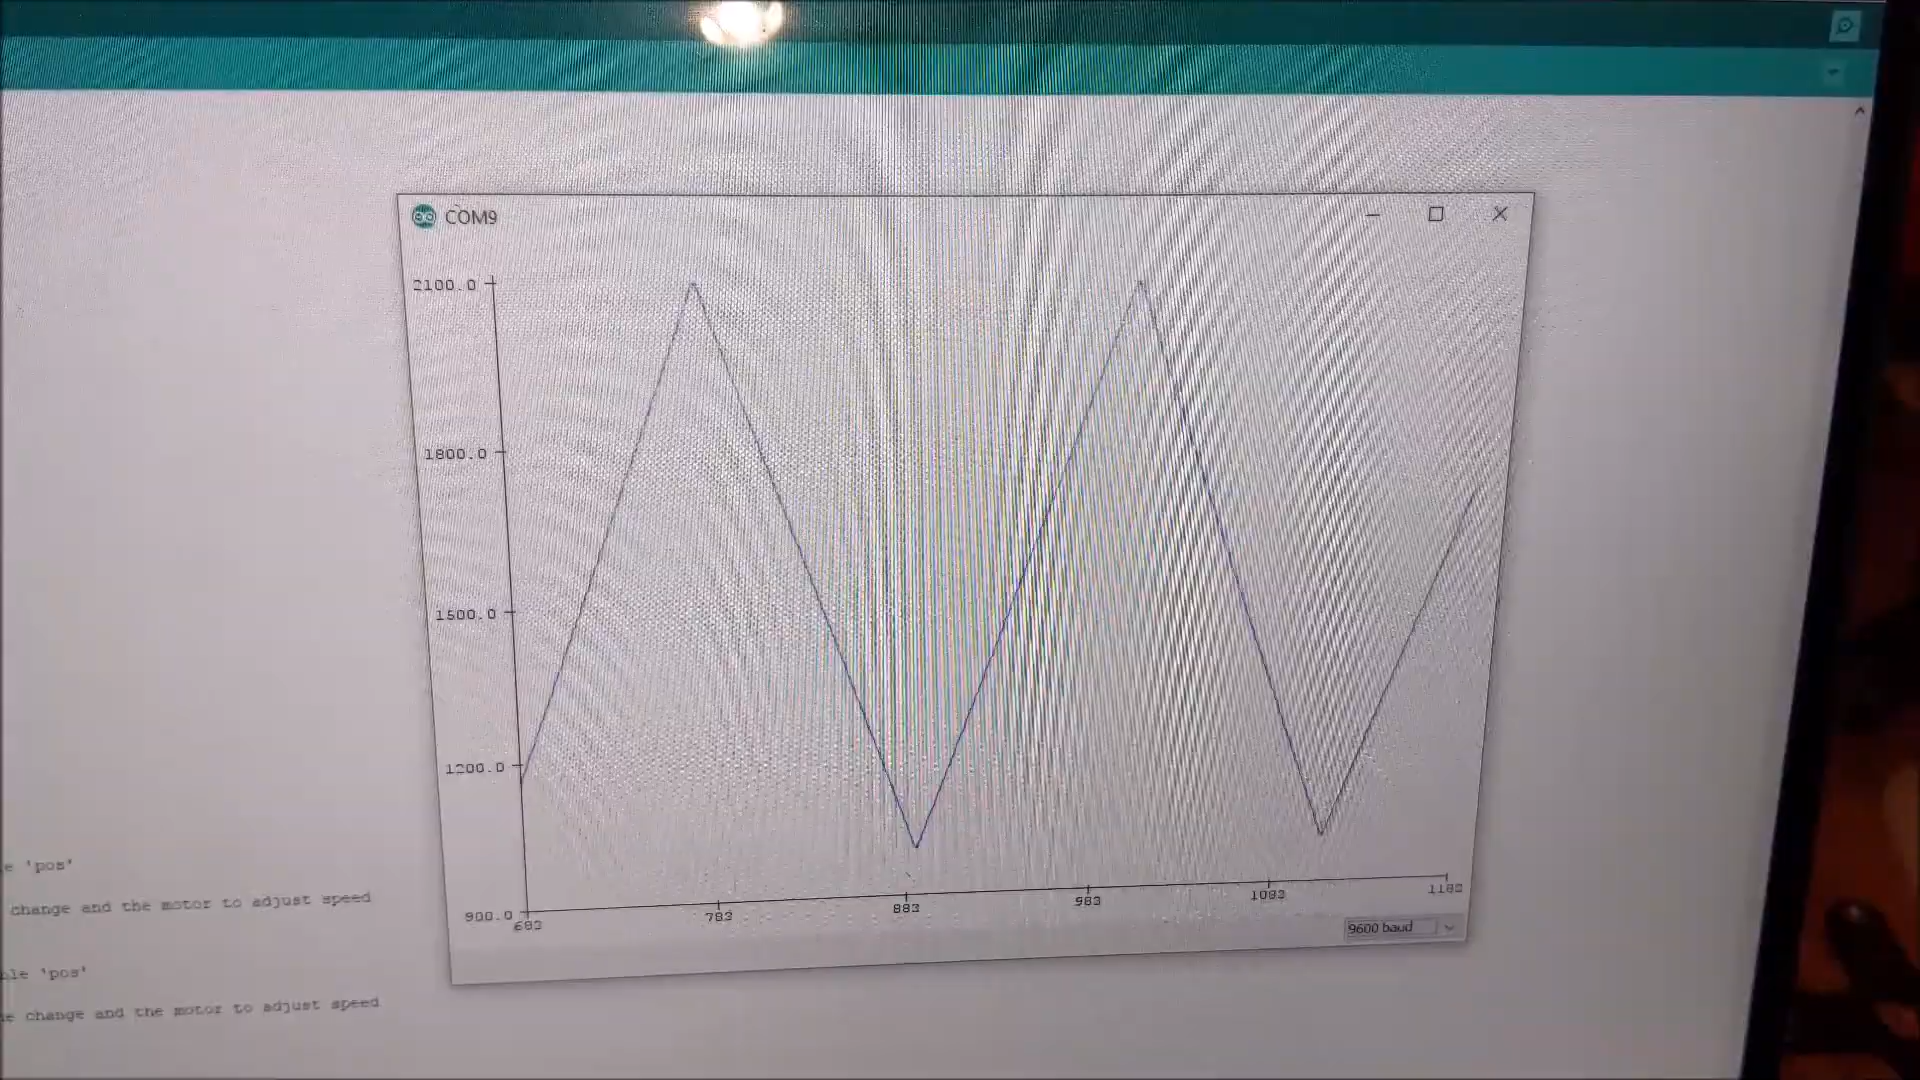 COM9
2100.0
1800.0
1500.0
1200.0
900.0
683
783
883
983
1083
1183
9600 baud
'pos'
change and the motor to adjust speed
'pos'
change and the motor to adjust speed